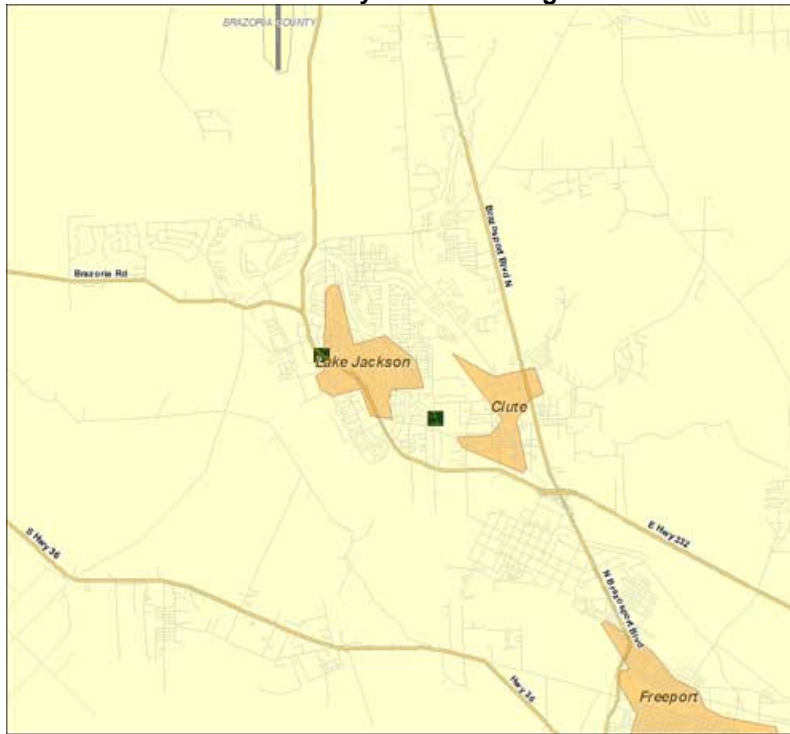 BRAZORIA COUNTY
Brazosport Blvd N
Brazoria Rd
Lake Jackson
Clute
E Hwy 332
S Hwy 36
N Brazosport Blvd
Hwy 36
Freeport